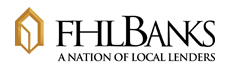 FHLBANKS
A NATION OF LOCAL LENDERS